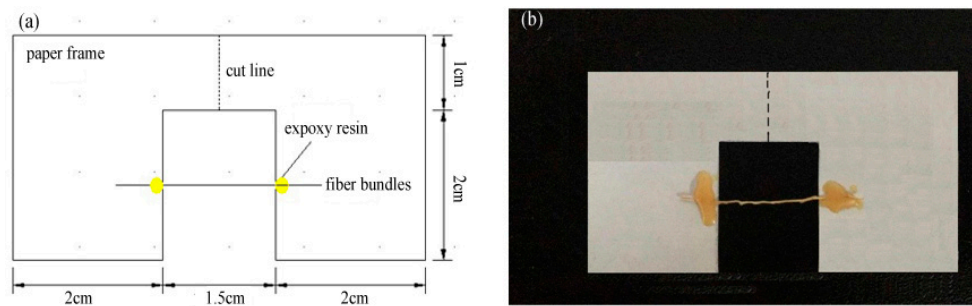 (a)
paper frame
cut line
expoxy resin
fiber bundles
1cm
2cm
2cm
1.5cm
2cm
(b)